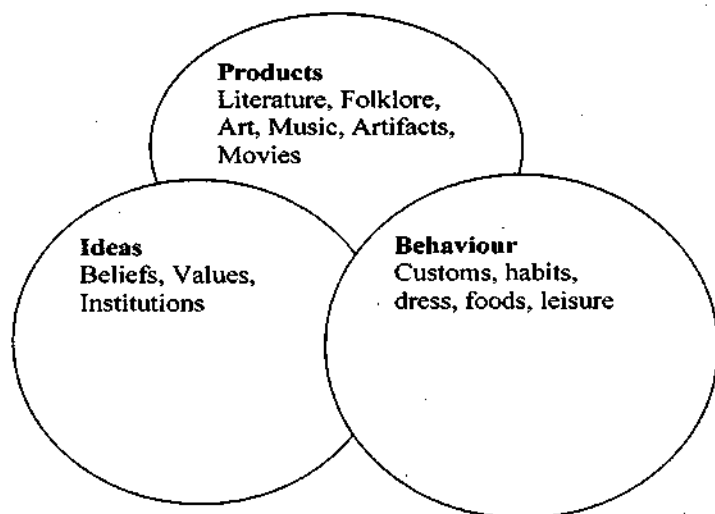 Products
Literature, Folklore,
Art, Music, Artifacts,
Movies
Ideas
Beliefs, Values,
Institutions
Behaviour
Customs, habits,
dress, foods, leisure